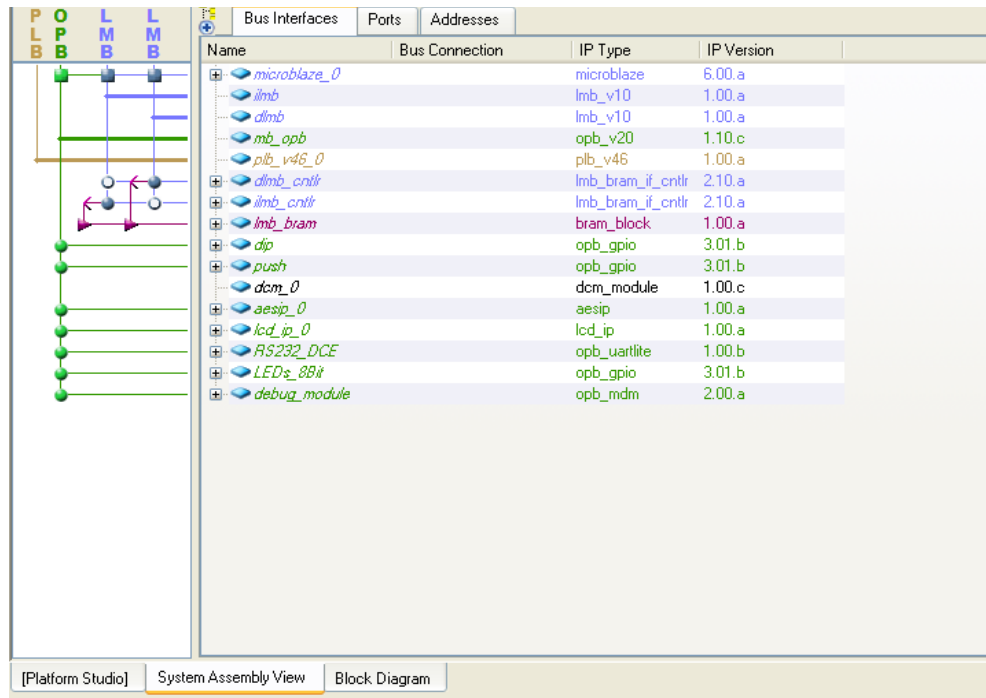 P O L L
L P M M
B B B B
Bus Interfaces Ports Addresses
Name Bus Connection IP Type IP Version
microblaze_0 microblaze 6.00.a
ilmb lmb_v10 1.00.a
dlmb lmb_v10 1.00.a
mb_opb opb_v20 1.10.c
plb_v46_0 plb_v46 1.00.a
dlmb_cntlr lmb_bram_if_cntlr 2.10.a
ilmb_cntlr lmb_bram_if_cntlr 2.10.a
lmb_bram bram_block 1.00.a
dip opb_gpio 3.01.b
push opb_gpio 3.01.b
dcm_0 dcm_module 1.00.c
aesip_0 aesip 1.00.a
lcd_ip_0 lcd_ip 1.00.a
RS232_DCE opb_uartlite 1.00.b
LEDs_8Bit opb_gpio 3.01.b
debug_module opb_mdm 2.00.a
[Platform Studio] System Assembly View Block Diagram